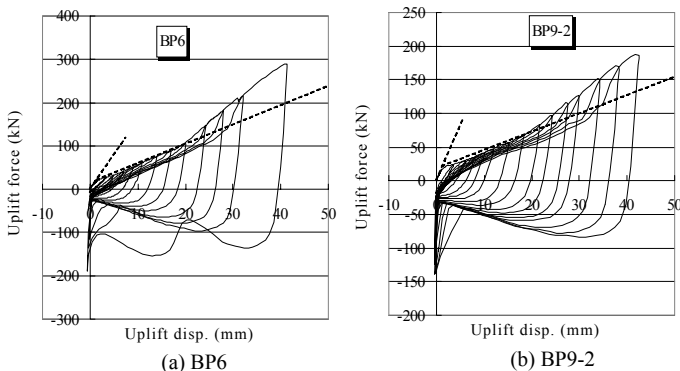 BP6
Uplift force (kN)
400
300
200
100
0
-100
-200
-300
-10 0 10 20 30 40 50
Uplift disp. (mm)
(a) BP6
BP9-2
Uplift force (kN)
250
200
150
100
50
0
-50
-100
-150
-200
-10 0 10 20 30 40 50
Uplift disp. (mm)
(b) BP9-2